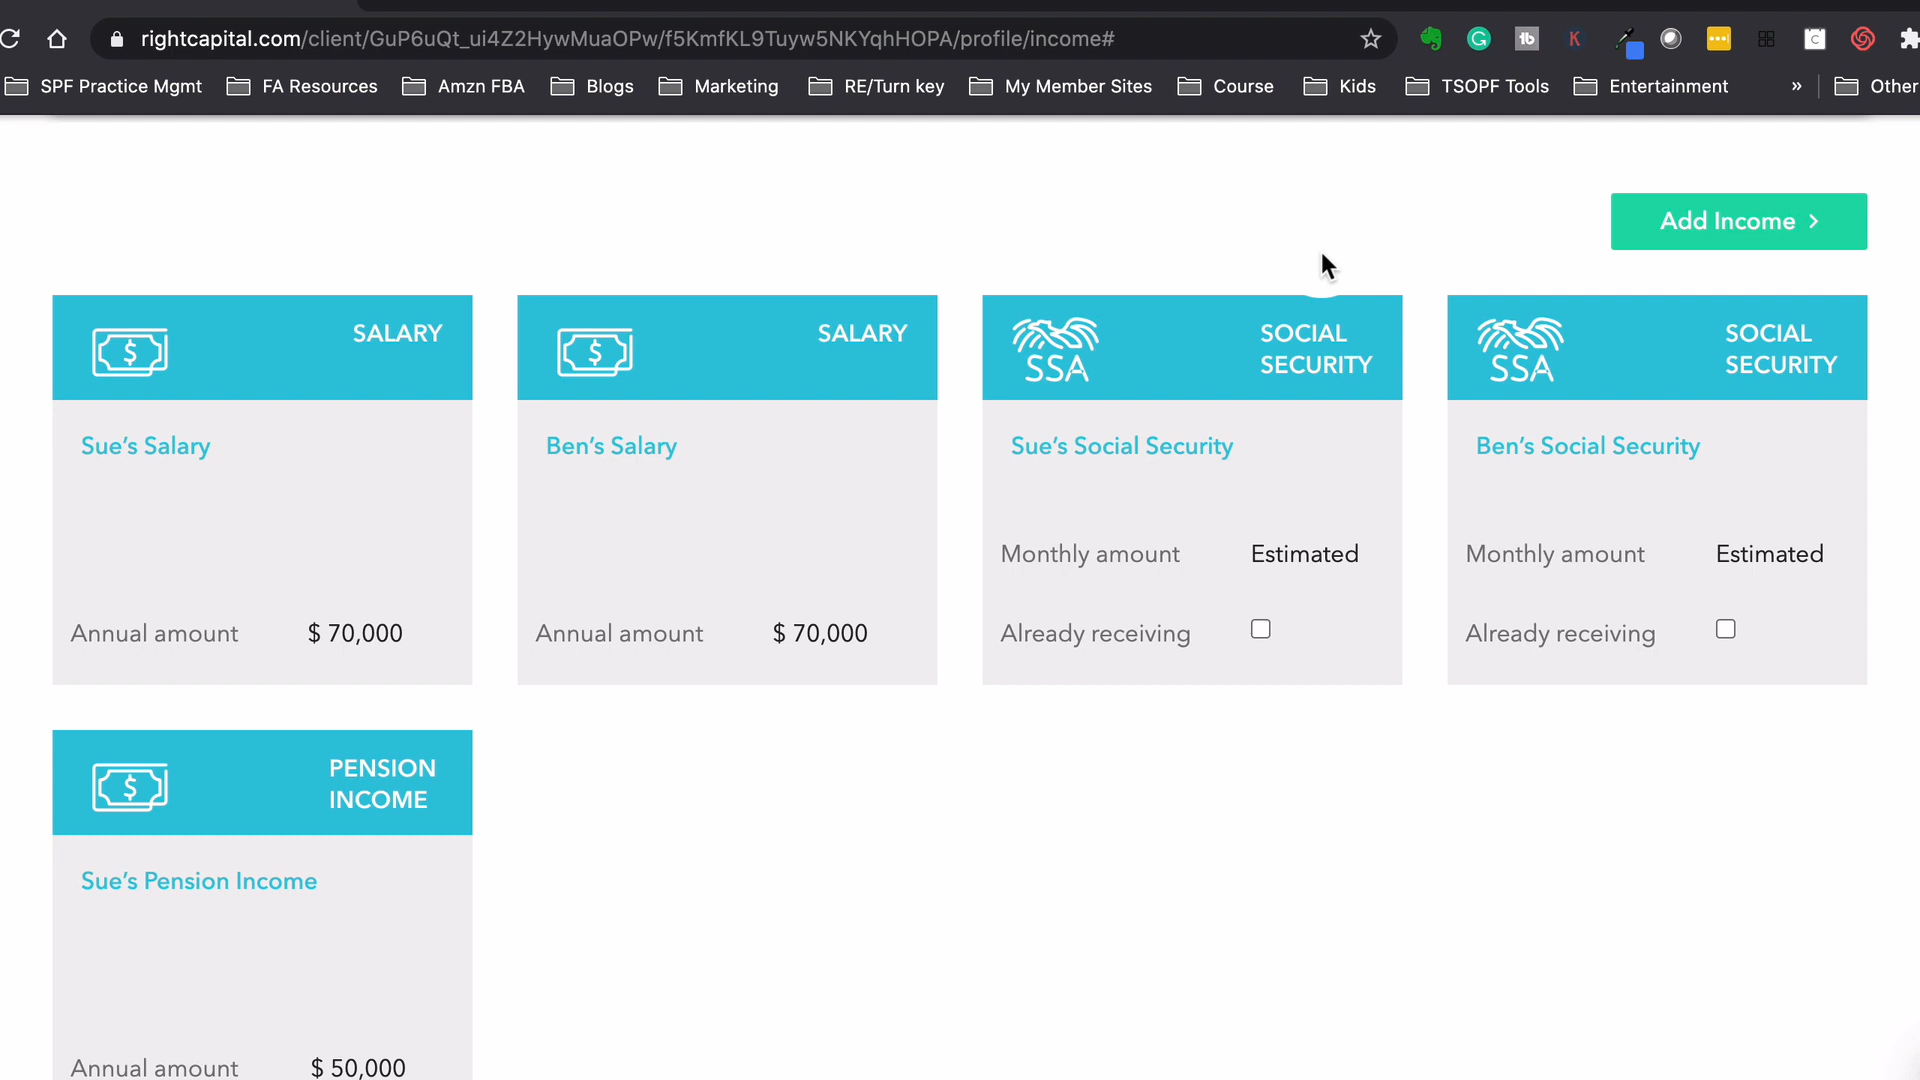 rightcapital.com/client/GuP6uQt_ui4Z2HywMuaOPw/f5KmfKL9Tuyw5NKYqhHOPA/profile/income#
SPF Practice Mgmt FA Resources Amzn FBA Blogs Marketing RE/Turn key My Member Sites Course Kids TSOPF Tools Entertainment » Other
Add Income >
$ SALARY
$ SALARY
SSA SOCIAL SECURITY
SSA SOCIAL SECURITY
Sue’s Salary
Ben’s Salary
Sue’s Social Security
Ben’s Social Security
Monthly amount Estimated
Monthly amount Estimated
Annual amount $ 70,000
Annual amount $ 70,000
Already receiving
Already receiving
$ PENSION INCOME
Sue’s Pension Income
Annual amount $ 50,000